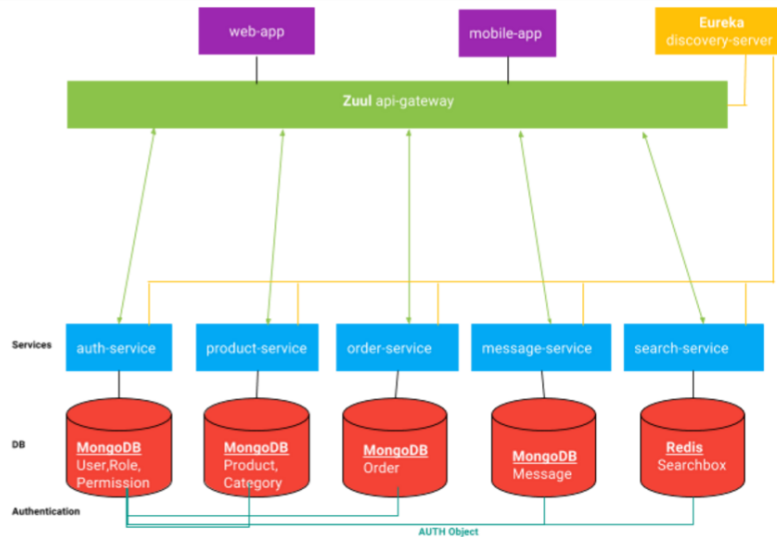 web-app
mobile-app
Eureka
discovery-server
Zuul api-gateway
Services
auth-service
product-service
order-service
message-service
search-service
DB
MongoDB
User,Role,
Permission
MongoDB
Product,
Category
MongoDB
Order
MongoDB
Message
Redis
Searchbox
Authentication
AUTH Object